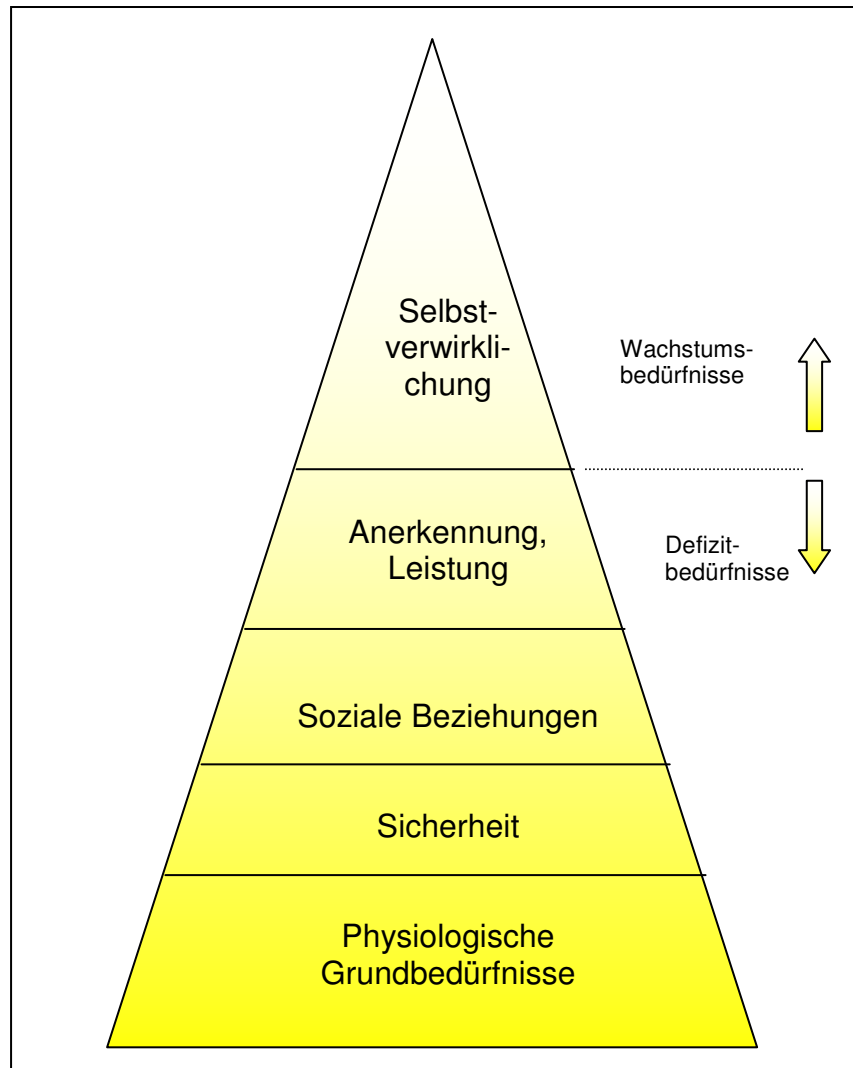 Selbst-
verwirkli-
chung
Wachstums-
bedürfnisse
Anerkennung,
Leistung
Defizit-
bedürfnisse
Soziale Beziehungen
Sicherheit
Physiologische
Grundbedürfnisse